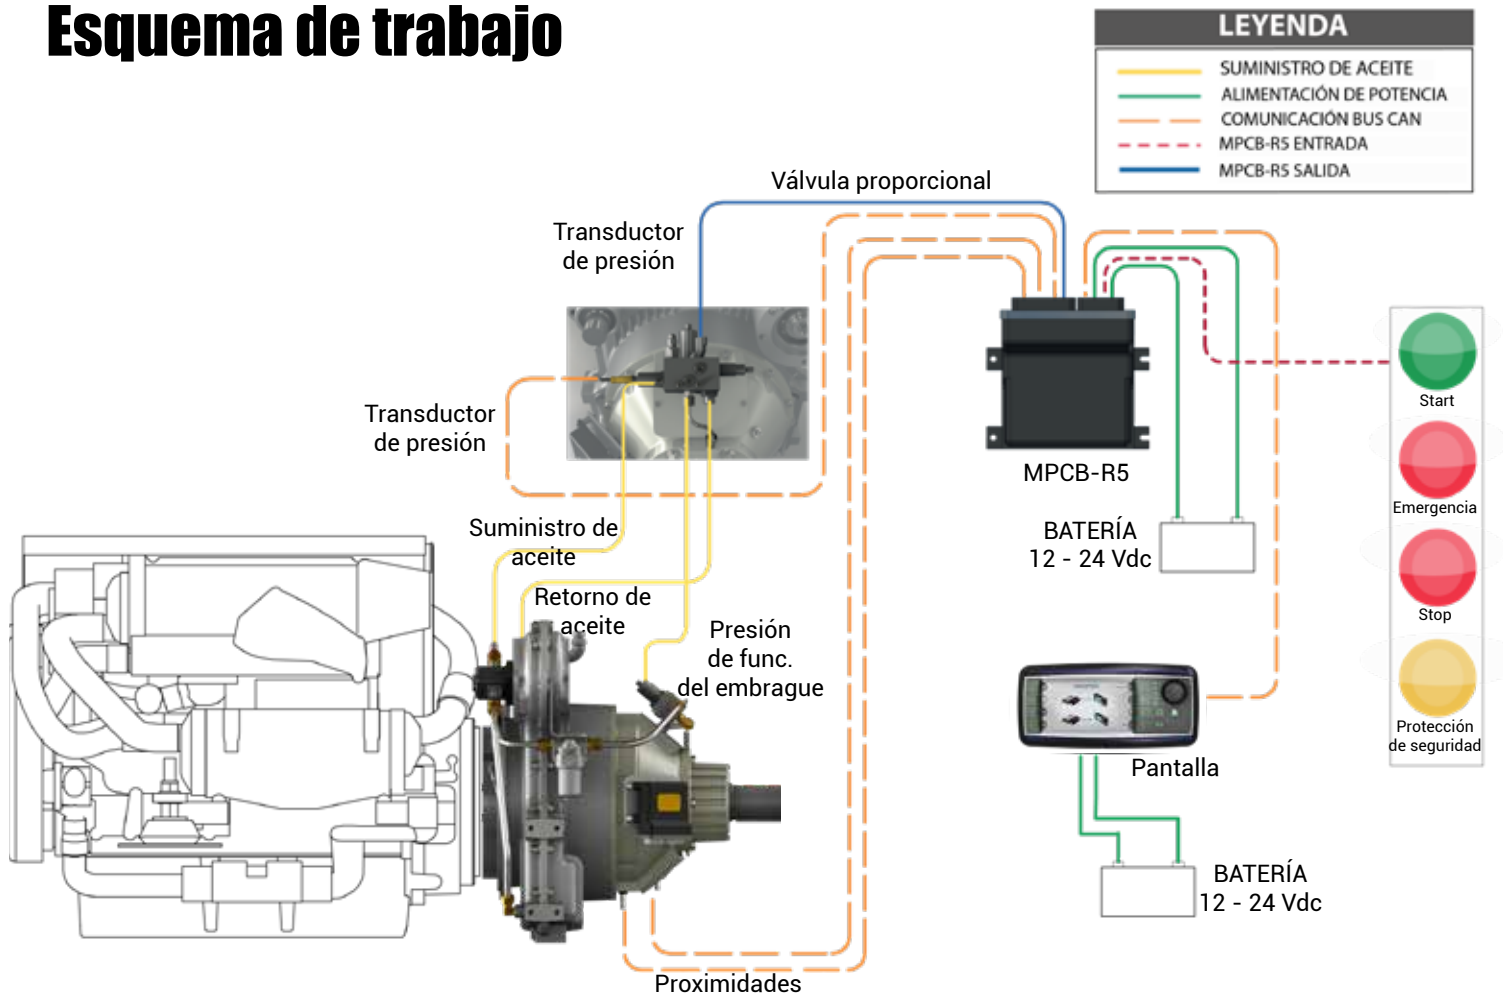 Esquema de trabajo
LEYENDA
SUMINISTRO DE ACEITE
ALIMENTACIÓN DE POTENCIA
COMUNICACIÓN BUS CAN
MPCB-R5 ENTRADA
MPCB-R5 SALIDA
Válvula proporcional
Transductor
de presión
Transductor
de presión
MPCB-R5
Start
Emergencia
Stop
Protección
de seguridad
BATERÍA
12 - 24 Vdc
Suministro de
aceite
Retorno de
aceite
Presión
de func.
del embrague
Pantalla
BATERÍA
12 - 24 Vdc
Proximidades